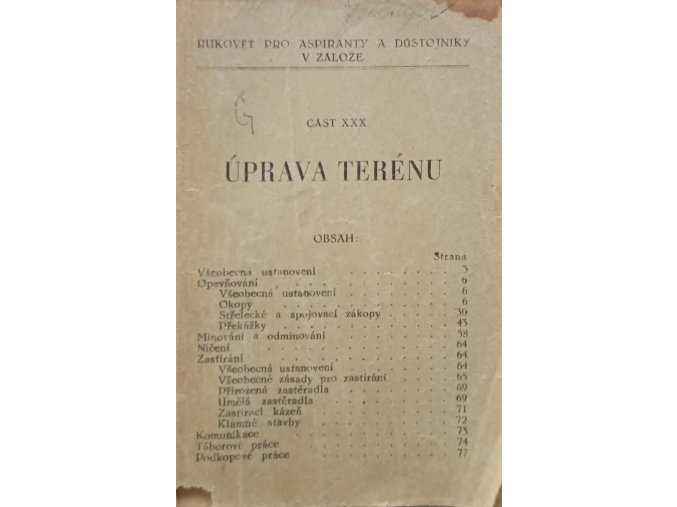 RUKOVĚŤ PRO ASPIRANTY A DŮSTOJNÍKY
V ZÁLOZE.
ČÁST XXX
ÚPRAVA TERÉNU
OBSAH:
Strana
Všeobecná ustanovení . . . . . . . . 3
Opevňování . . . . . . . . . . . 6
Všeobecná ustanovení . . . . . . . 6
Okopy . . . . . . . . . . . 6
Střelecké a spojovací zákopy . . . . . 30
Překážky . . . . . . . . . . 43
Minování a odminování . . . . . . . . 58
Ničení . . . . . . . . . . . . 64
Zastírání . . . . . . . . . . . 64
Všeobecná ustanovení . . . . . . . 64
Všeobecné zásady pro zastírání . . . . 65
Přirozená zastěradla . . . . . . . 69
Umělá zastěradla . . . . . . . . 69
Zastírací kázeň . . . . . . . . 71
Klamné stavby . . . . . . . . . 72
Komunikace . . . . . . . . . . . 73
Táborové práce . . . . . . . . . . 74
Podkopové práce . . . . . . . . . 77